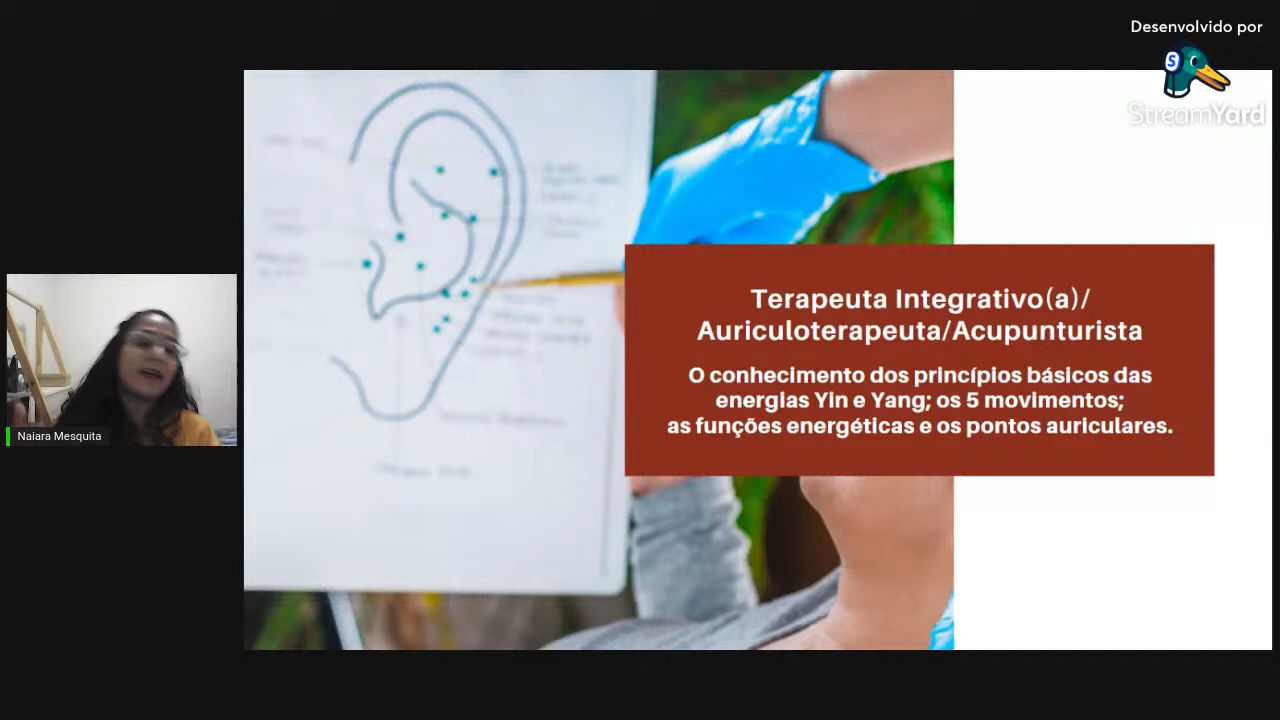 Desenvolvido por
StreamYard
Terapeuta Integrativo(a)/
Auriculoterapeuta/Acupunturista
O conhecimento dos princípios básicos das
energias Yin e Yang; os 5 movimentos;
as funções energéticas e os pontos auriculares.
Naiara Mesquita